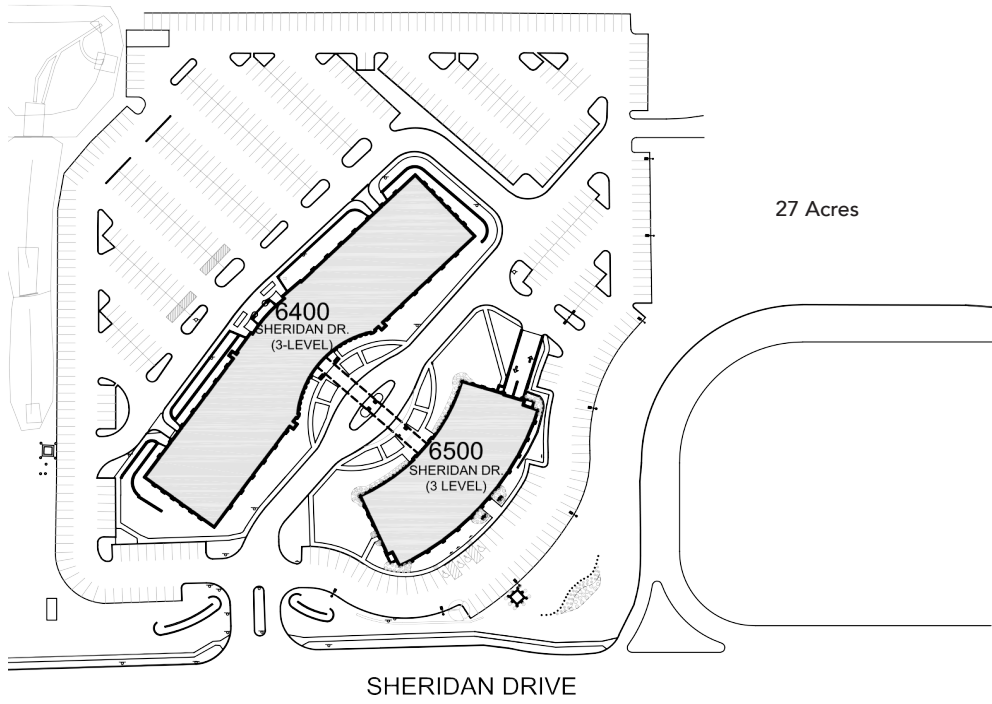 27 Acres
6400
SHERIDAN DR.
(3-LEVEL)
6500
SHERIDAN DR.
(3 LEVEL)
SHERIDAN DRIVE